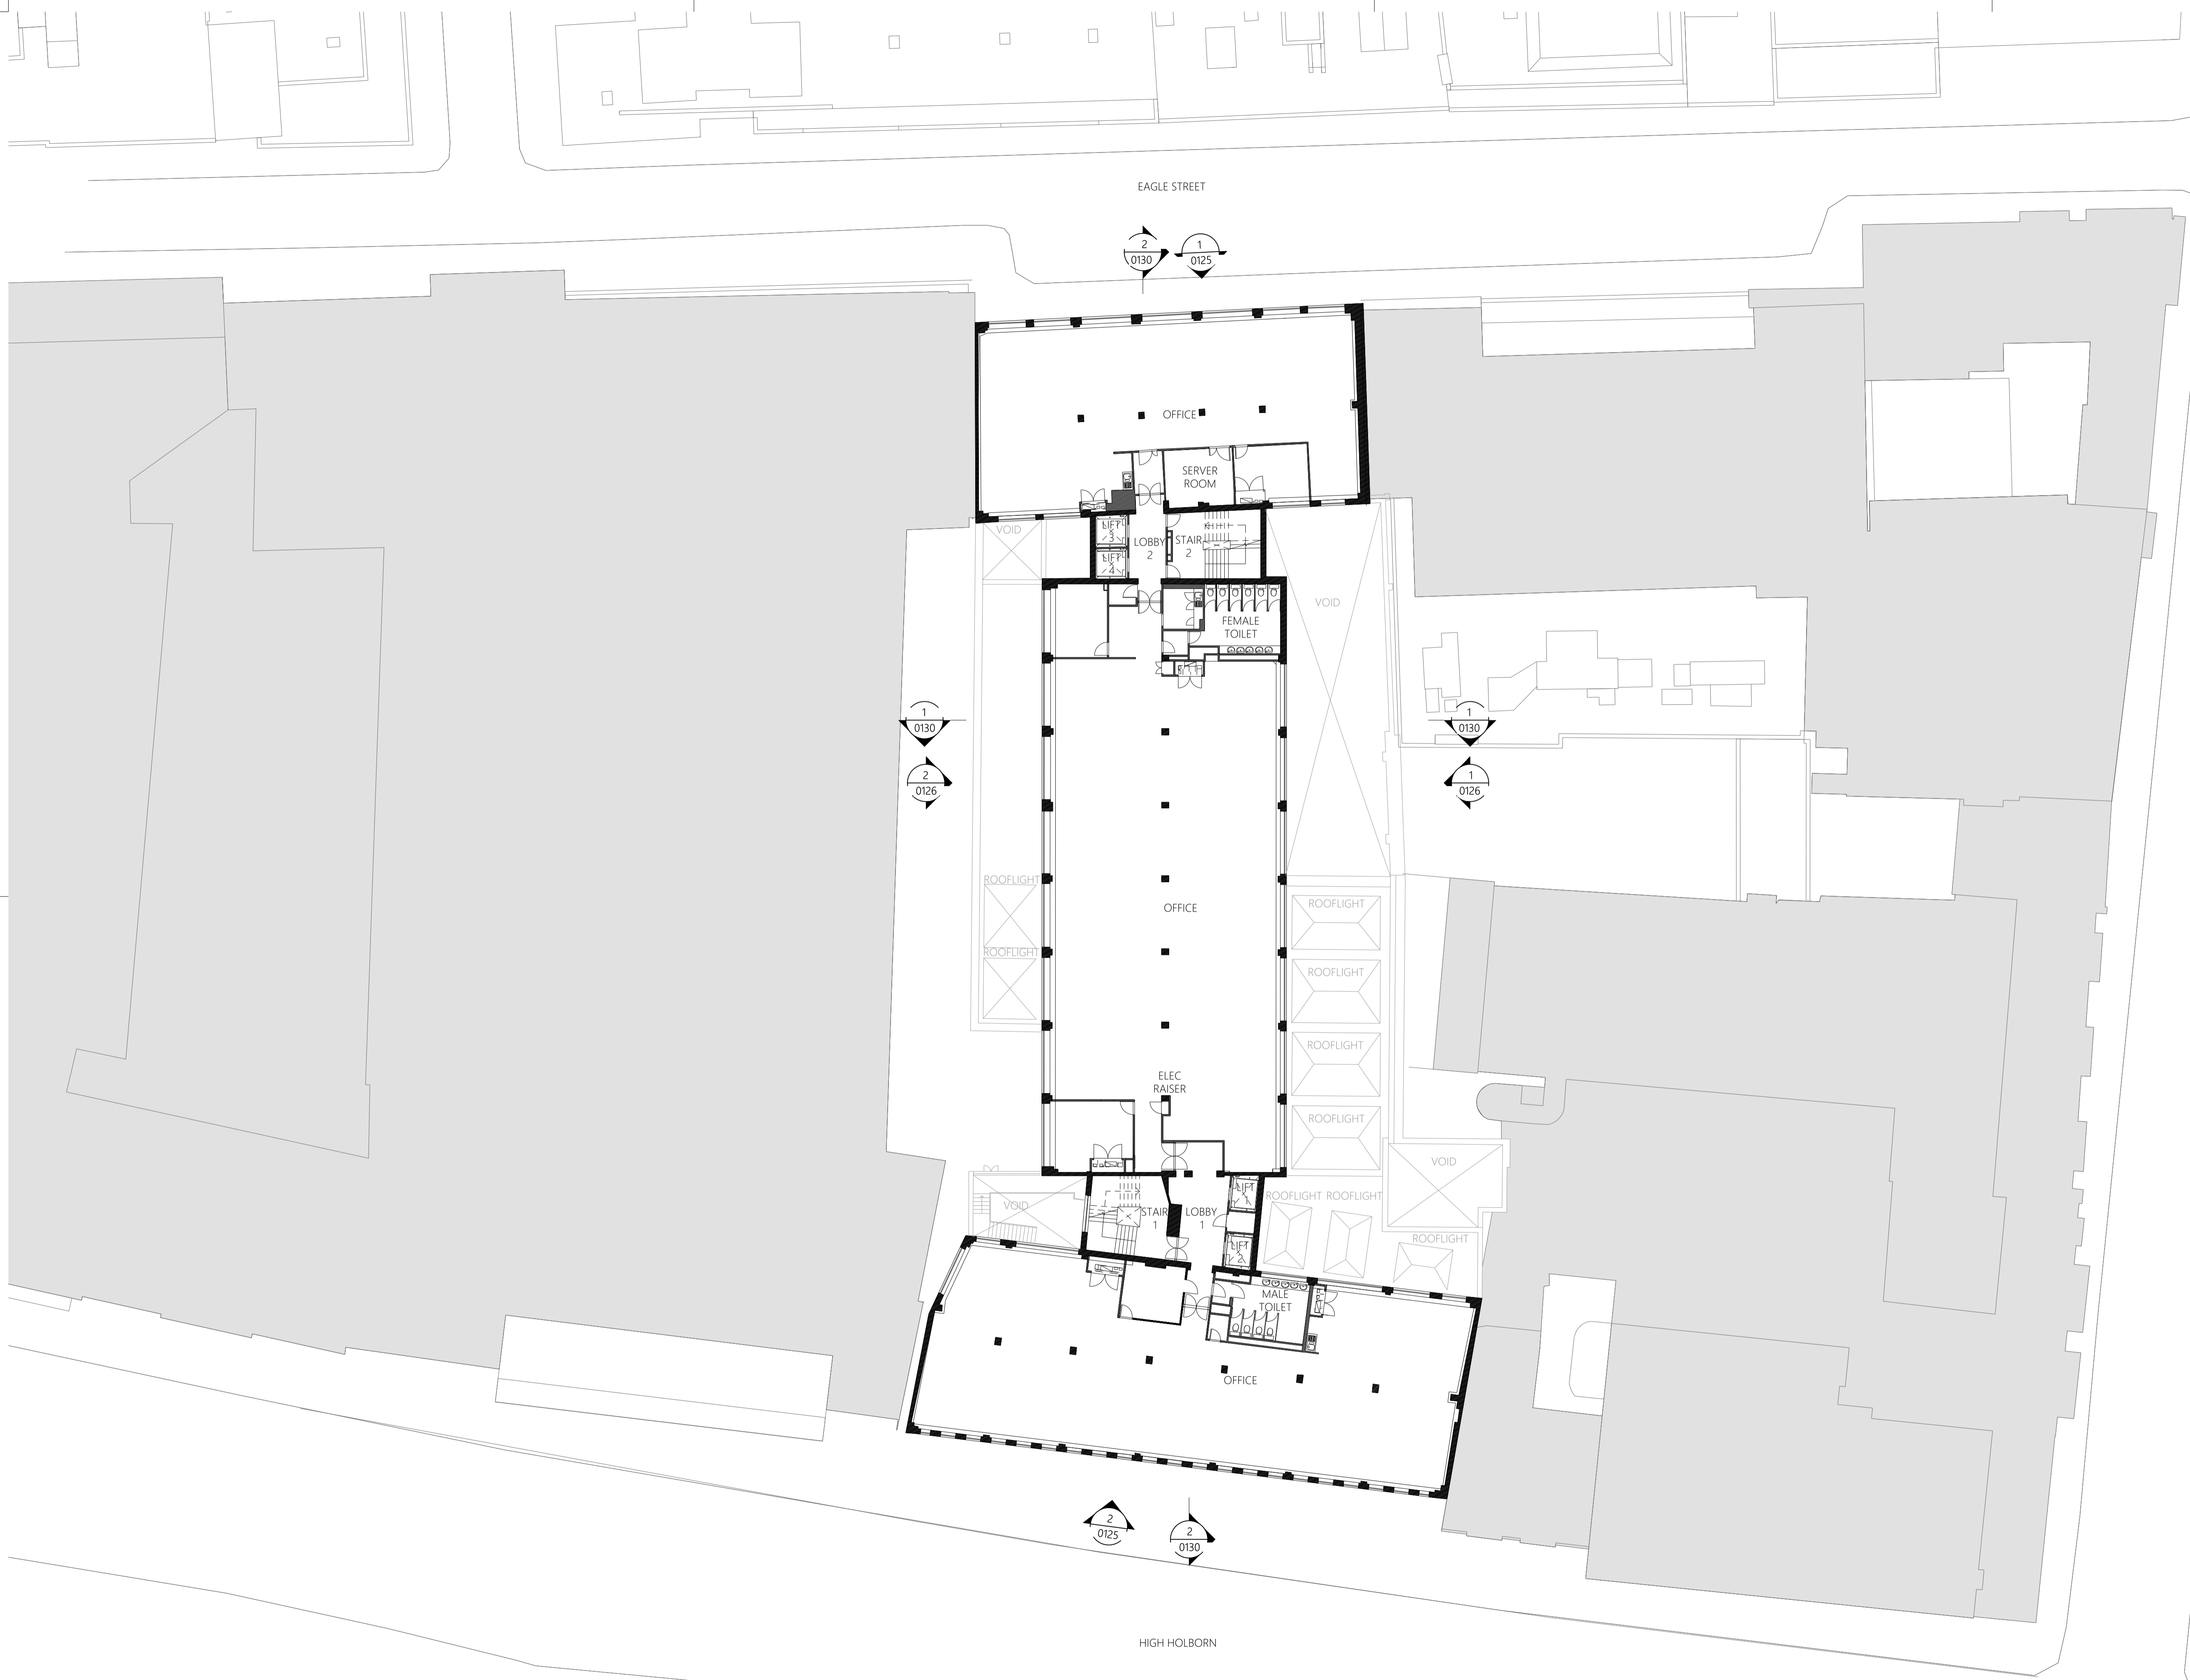 EAGLE STREET
2
0130
1
0125
OFFICE
SERVER
ROOM
VOID
LIFT
3
LOBBY
2
STAIR
2
LIFT
4
VOID
FEMALE
TOILET
1
0130
1
0130
2
0126
1
0126
ROOFLIGHT
ROOFLIGHT
OFFICE
ROOFLIGHT
ROOFLIGHT
ROOFLIGHT
ELEC
RAISER
ROOFLIGHT
VOID
LIFT
1
ROOFLIGHT ROOFLIGHT
VOID
STAIR
1
LOBBY
1
LIFT
2
ROOFLIGHT
MALE
TOILET
OFFICE
2
0125
2
0130
HIGH HOLBORN